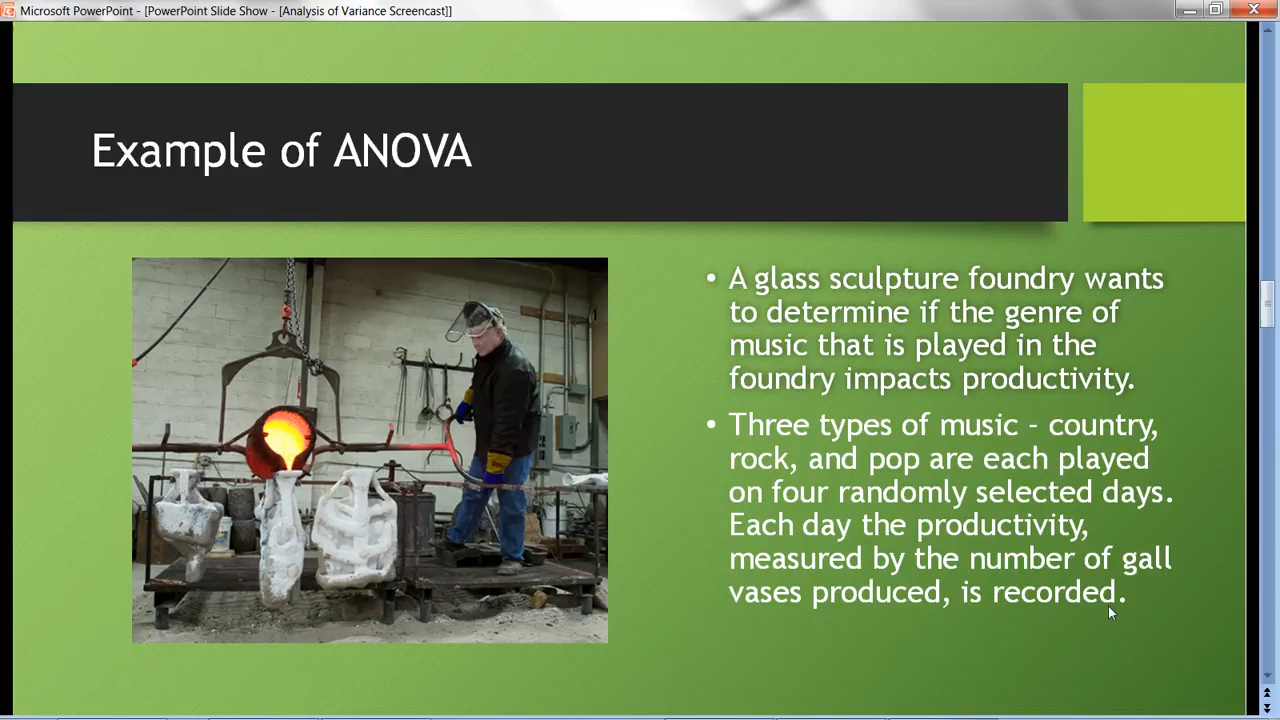 Microsoft PowerPoint - [PowerPoint Slide Show - [Analysis of Variance Screencast]]
Example of ANOVA
• A glass sculpture foundry wants
to determine if the genre of
music that is played in the
foundry impacts productivity.
• Three types of music - country,
rock, and pop are each played
on four randomly selected days.
Each day the productivity,
measured by the number of gall
vases produced, is recorded.